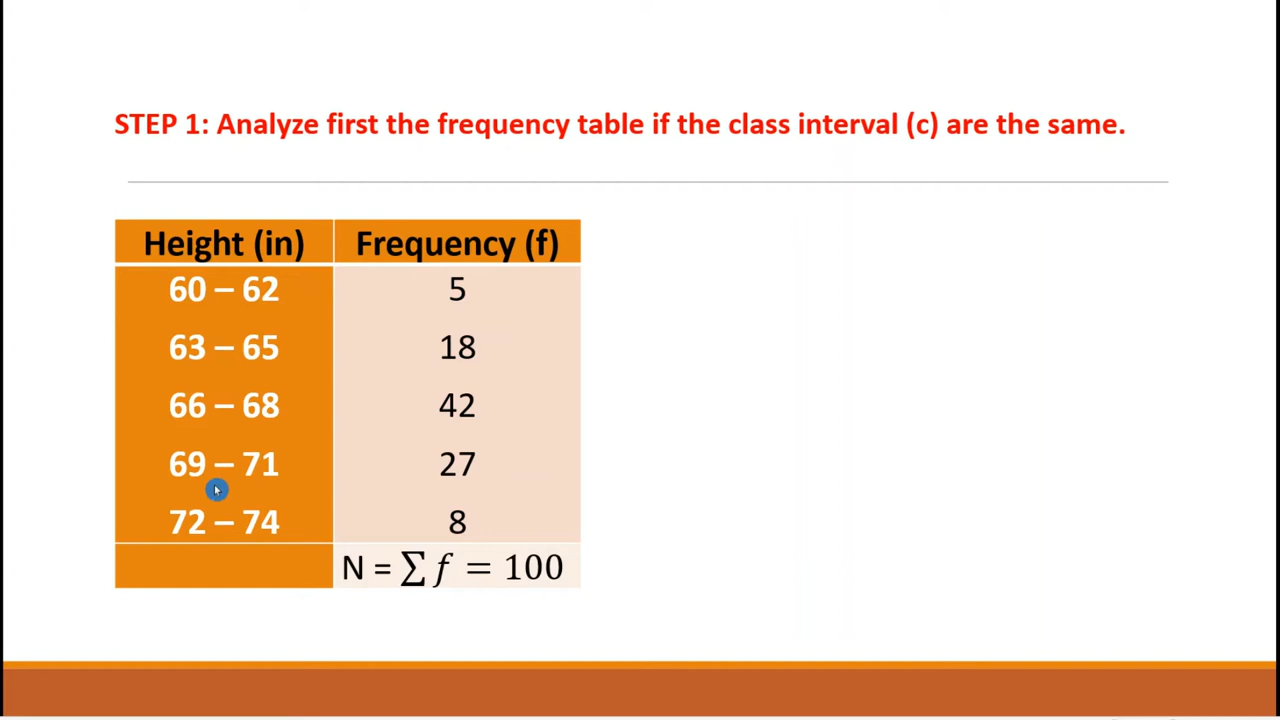 STEP 1: Analyze first the frequency table if the class interval (c) are the same.
Height (in) Frequency (f)
60 – 62 5
63 – 65 18
66 – 68 42
69 – 71 27
72 – 74 8
N = ∑ 𝑓 = 100